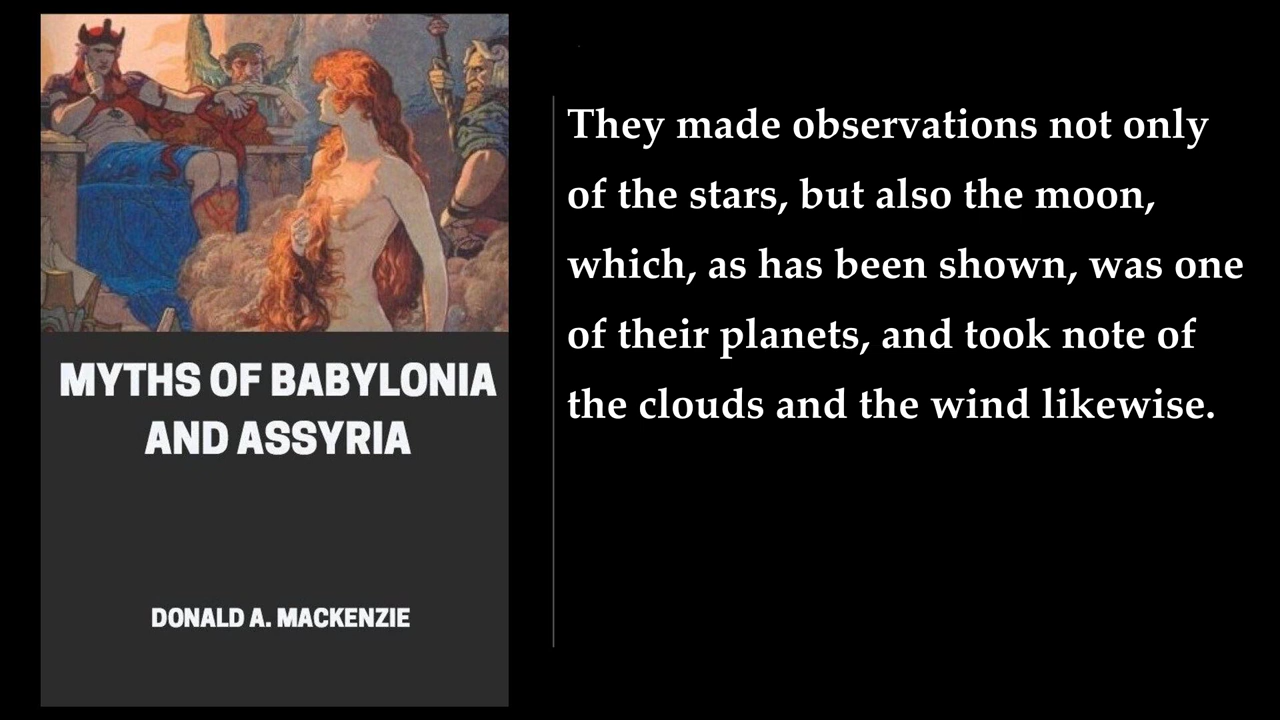 MYTHS OF BABYLONIA
AND ASSYRIA
DONALD A. MACKENZIE
They made observations not only
of the stars, but also the moon,
which, as has been shown, was one
of their planets, and took note of
the clouds and the wind likewise.